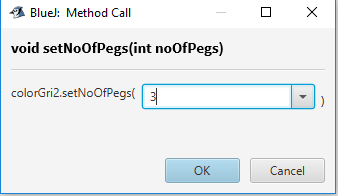 BlueJ: Method Call
void setNoOfPegs(int noOfPegs)
colorGri2.setNoOfPegs( 3 )
OK Cancel